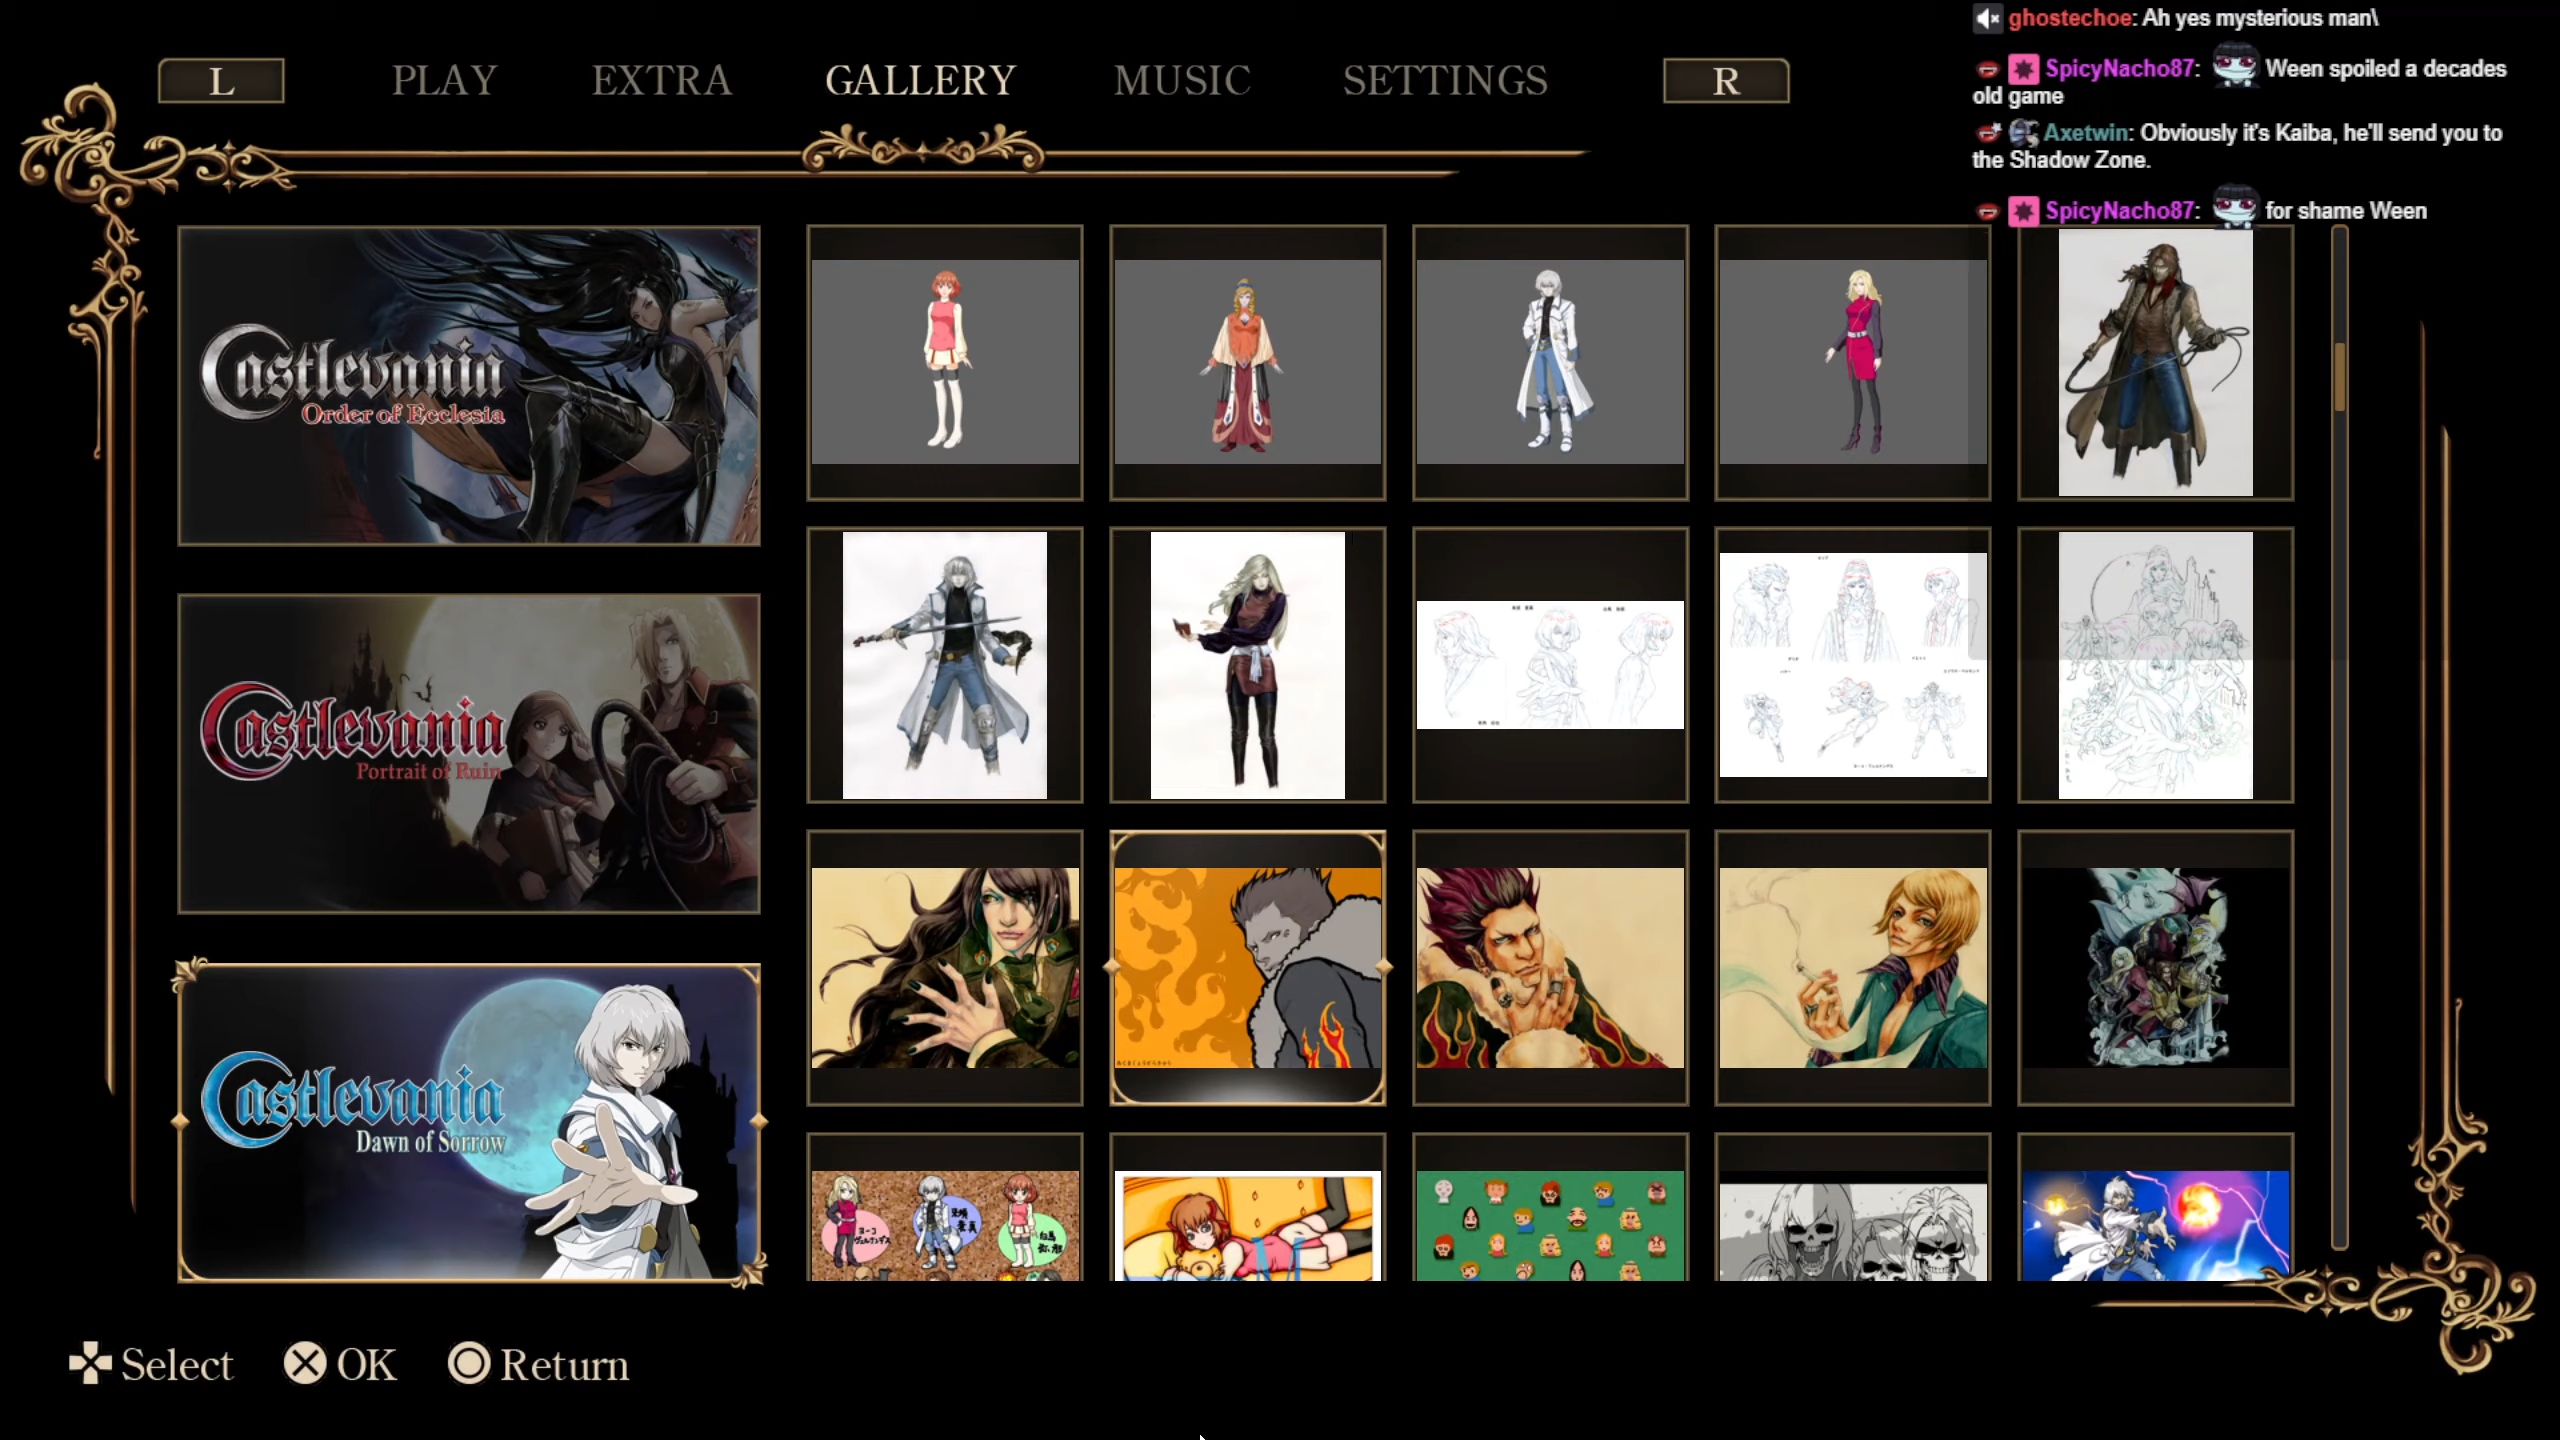 ghostechoe: Ah yes mysterious man\
SpicyNacho87: Ween spoiled a decades
old game
Axetwin: Obviously it's Kaiba, he'll send you to
the Shadow Zone.
SpicyNacho87: for shame Ween
L PLAY EXTRA GALLERY MUSIC SETTINGS R
Castlevania
Order of Ecclesia
Castlevania
Portrait of Ruin
Castlevania
Dawn of Sorrow
Select OK Return